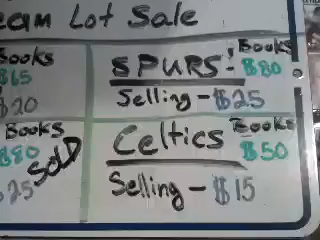 eam Lot Sale
Books
$65
$20
SPURS: Books
$80
Selling - $25
Books
$80
SOLD
$25
Celtics Books
$50
Selling - $15